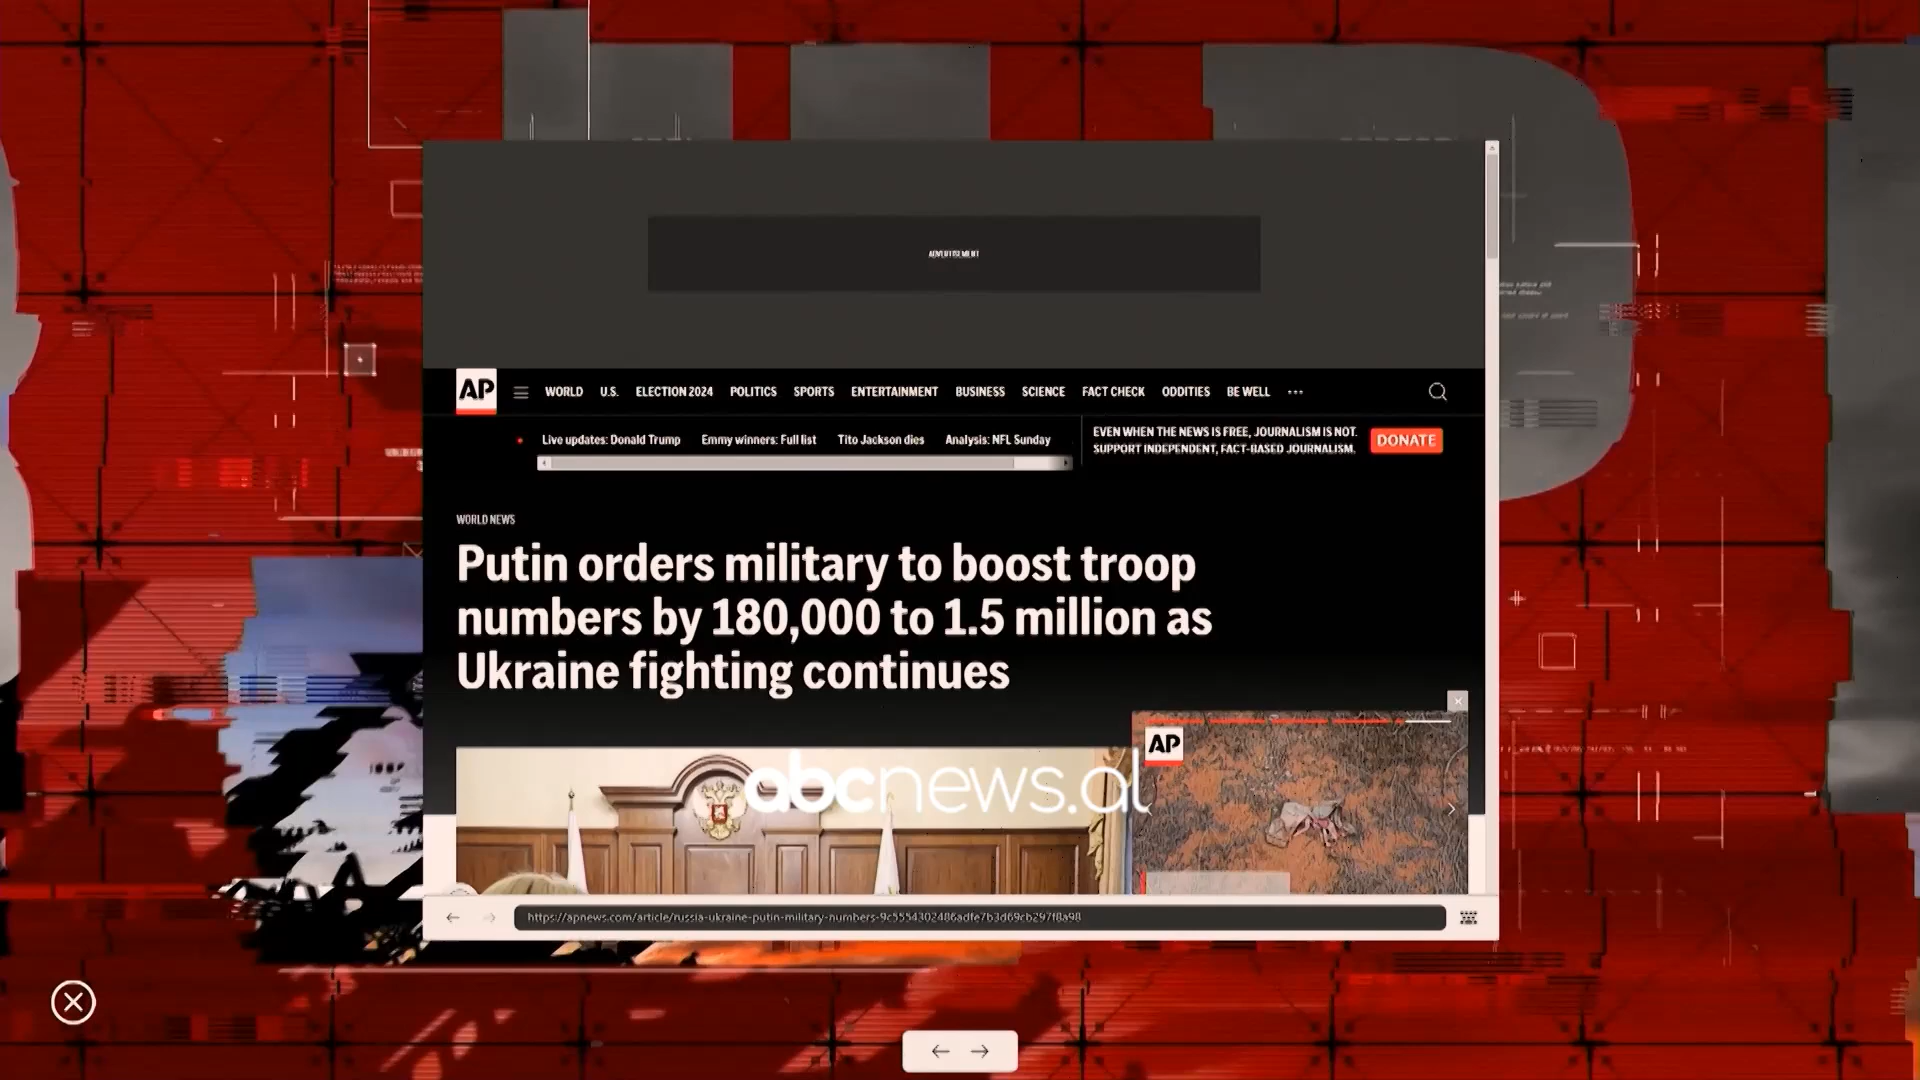 ADVERTISEMENT
AP
WORLD U.S. ELECTION 2024 POLITICS SPORTS ENTERTAINMENT BUSINESS SCIENCE FACT CHECK ODDITIES BE WELL
Live updates: Donald Trump Emmy winners: Full list Tito Jackson dies Analysis: NFL Sunday
EVEN WHEN THE NEWS IS FREE, JOURNALISM IS NOT.
SUPPORT INDEPENDENT, FACT-BASED JOURNALISM.
DONATE
WORLD NEWS
Putin orders military to boost troop
numbers by 180,000 to 1.5 million as
Ukraine fighting continues
AP
abcnews.al
https://apnews.com/article/russia-ukraine-putin-military-numbers-9c5554302486adfe7b3d69cb297f8a98